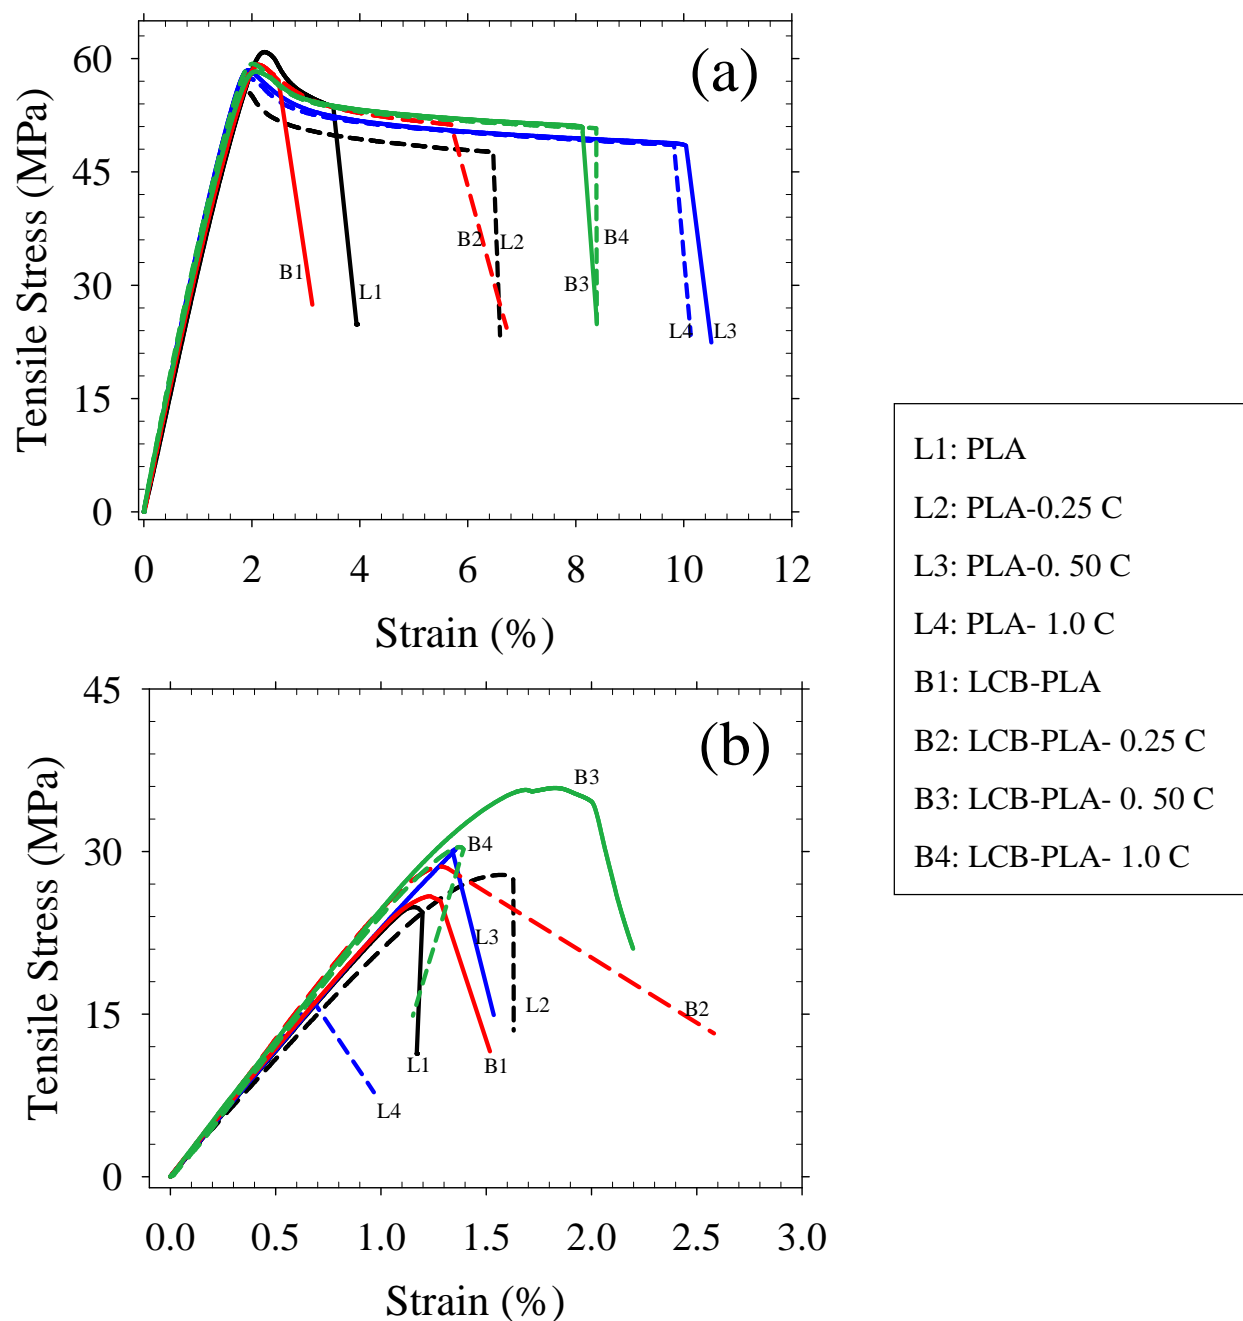 (a)
60
45
30
15
0
Tensile Stress (MPa)
B1
L1
B2
L2
B3
B4
L4
L3
0 2 4 6 8 10 12
Strain (%)
L1: PLA
L2: PLA-0.25 C
L3: PLA-0. 50 C
L4: PLA- 1.0 C
B1: LCB-PLA
B2: LCB-PLA- 0.25 C
B3: LCB-PLA- 0. 50 C
B4: LCB-PLA- 1.0 C
(b)
45
30
15
0
Tensile Stress (MPa)
B3
B4
L3
L2
B2
L1
B1
L4
0.0 0.5 1.0 1.5 2.0 2.5 3.0
Strain (%)